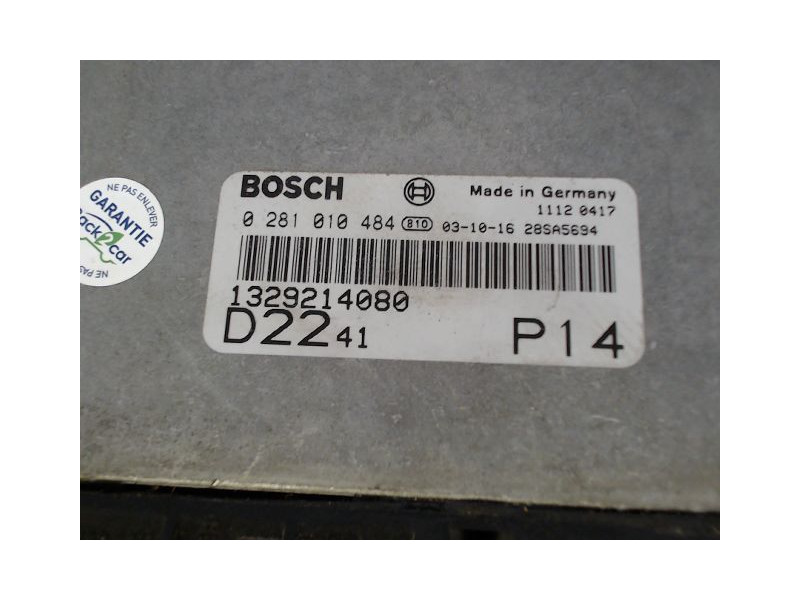 BOSCH
Made in Germany
1112 0417
0 281 010 484 810 03-10-16 28SA5694
1329214080
D22 41
P14
NE PAS ENLEVER
GARANTIE
Back2car
NE PAS